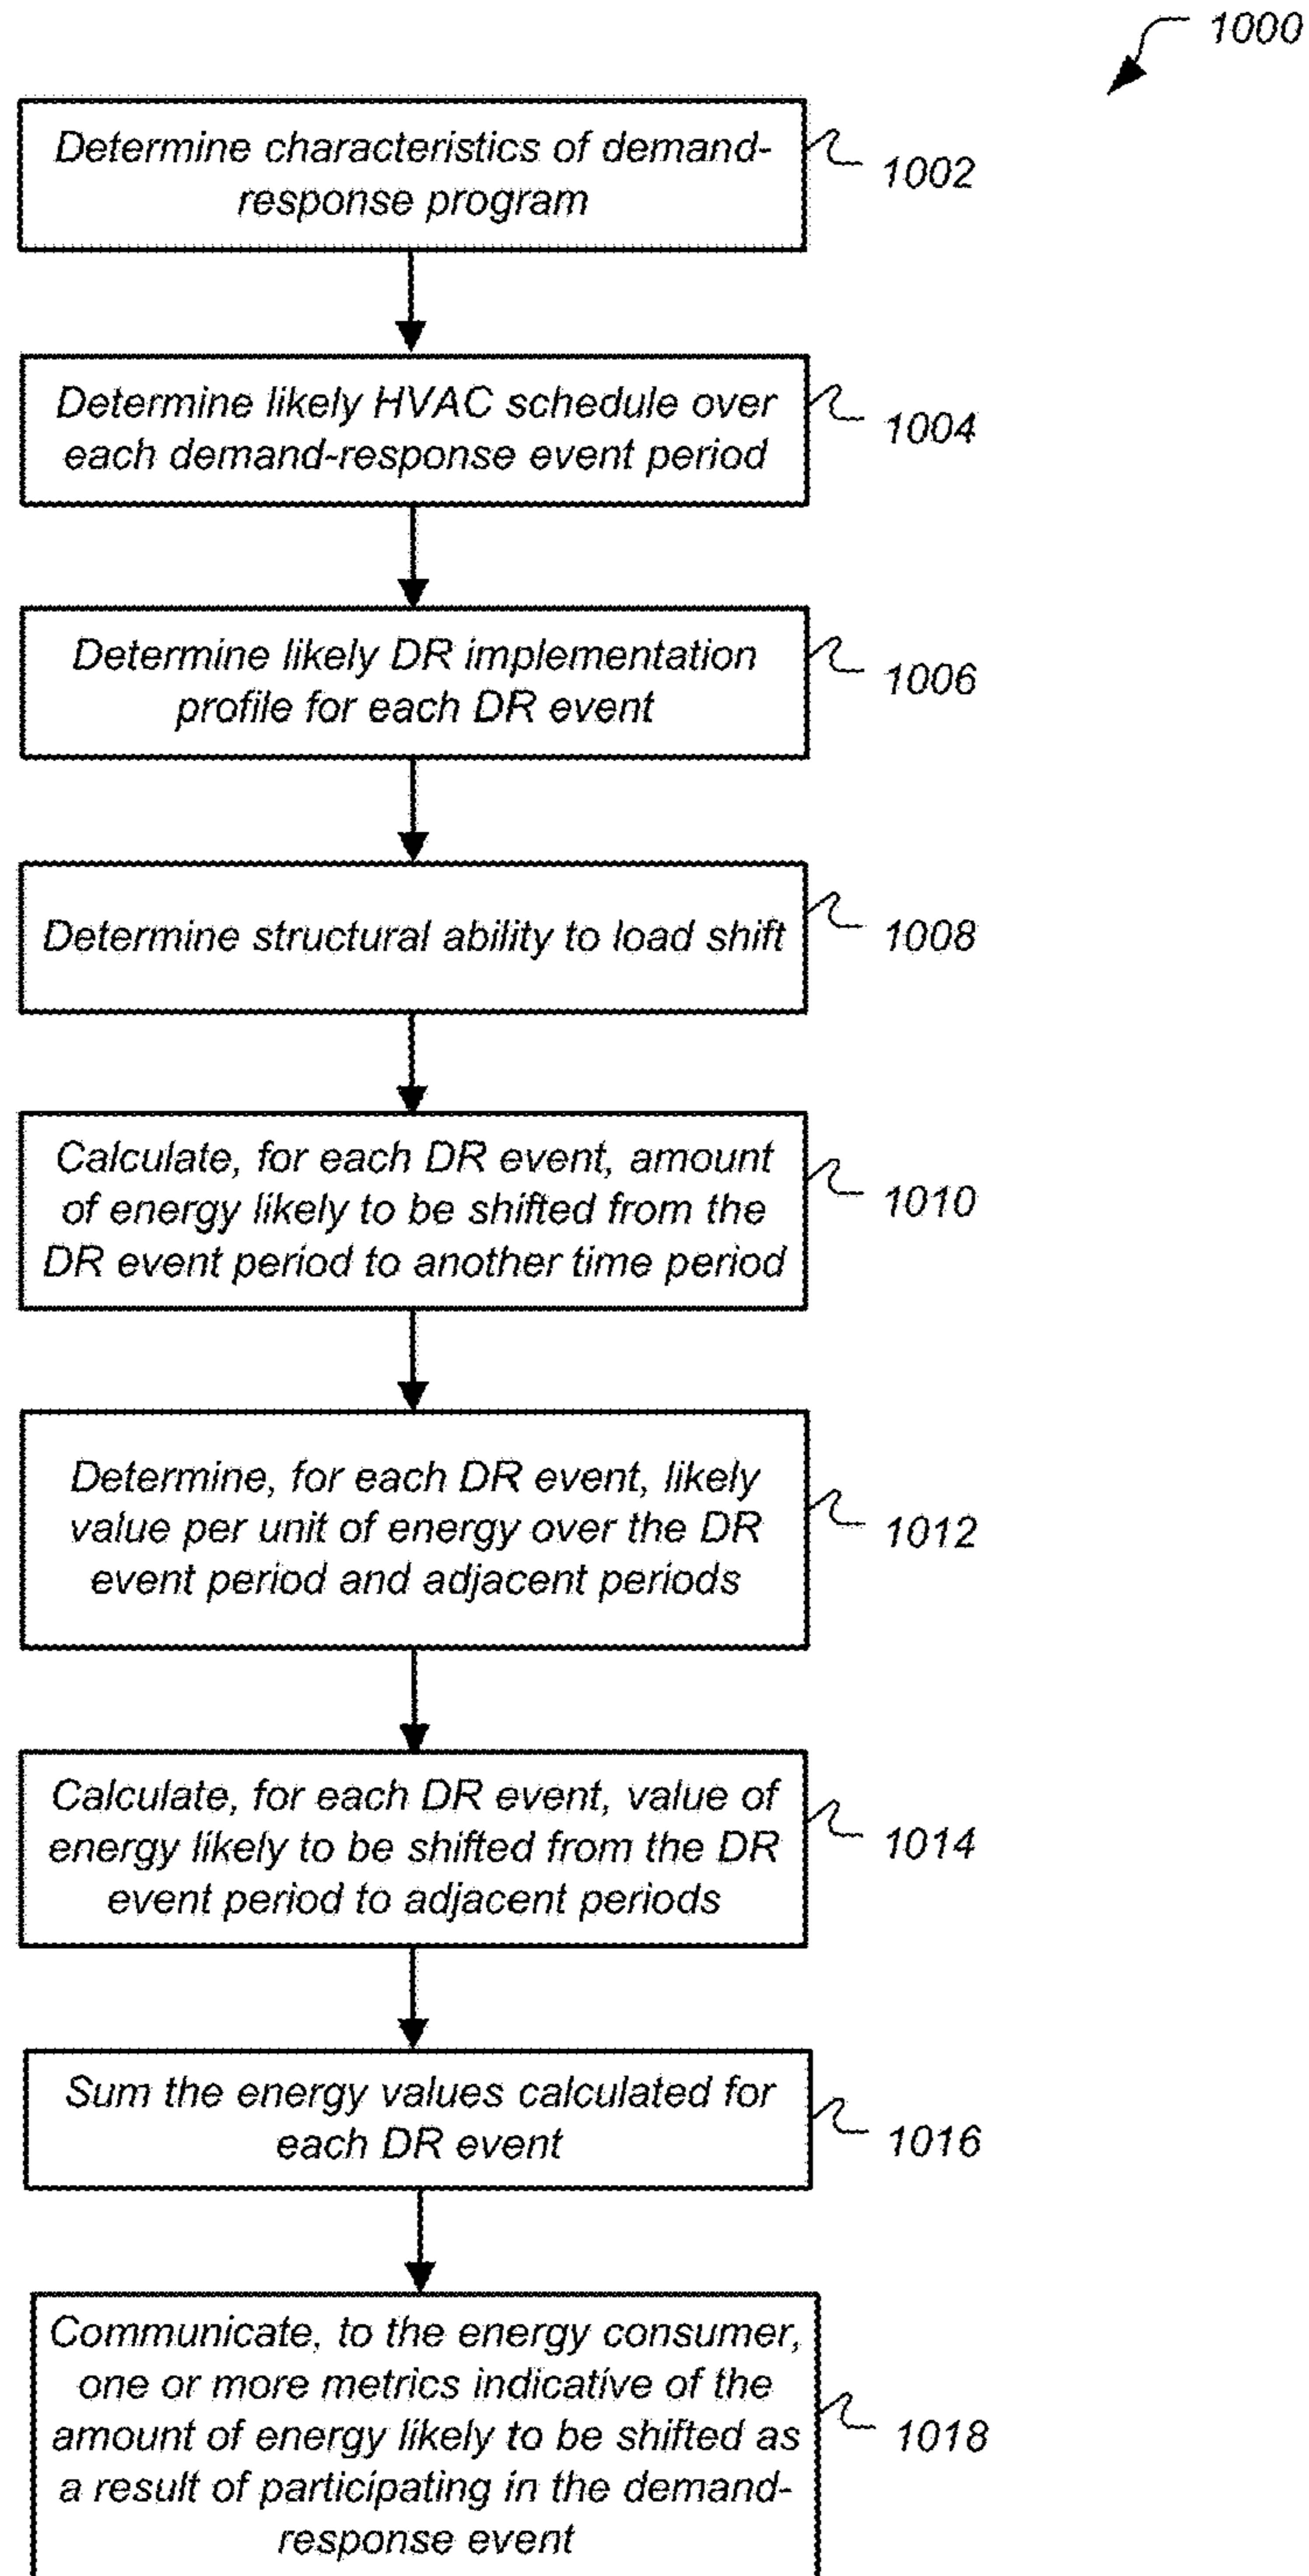 1000
Determine characteristics of demand-
response program
1002
Determine likely HVAC schedule over
each demand-response event period
1004
Determine likely DR implementation
profile for each DR event
1006
Determine structural ability to load shift
1008
Calculate, for each DR event, amount
of energy likely to be shifted from the
DR event period to another time period
1010
Determine, for each DR event, likely
value per unit of energy over the DR
event period and adjacent periods
1012
Calculate, for each DR event, value of
energy likely to be shifted from the DR
event period to adjacent periods
1014
Sum the energy values calculated for
each DR event
1016
Communicate, to the energy consumer,
one or more metrics indicative of the
amount of energy likely to be shifted as
a result of participating in the demand-
response event
1018